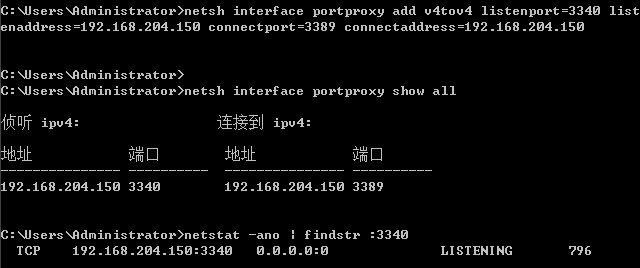 C:\Users\Administrator>netsh interface portproxy add v4tov4 listenport=3340 list
enaddress=192.168.204.150 connectport=3389 connectaddress=192.168.204.150
C:\Users\Administrator>
C:\Users\Administrator>netsh interface portproxy show all
侦听 ipv4: 连接到 ipv4:
地址 端口 地址 端口
--------------- ---------- --------------- ----------
192.168.204.150 3340 192.168.204.150 3389
C:\Users\Administrator>netstat -ano | findstr :3340
TCP 192.168.204.150:3340 0.0.0.0:0 LISTENING 796